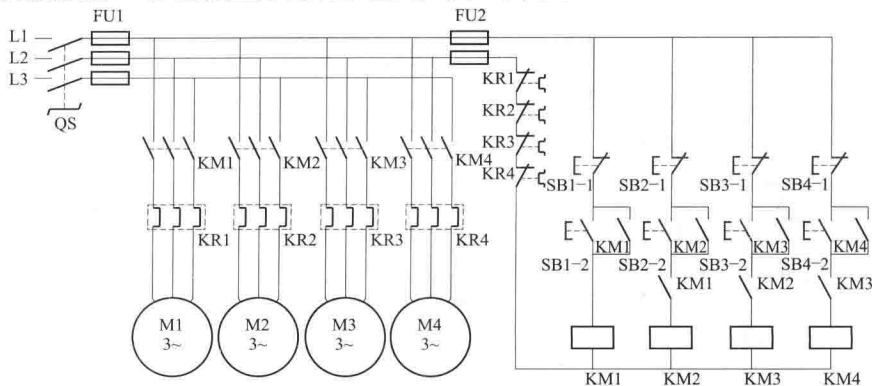 FU1
FU2
L1
L2
L3
QS
KR1
KR2
KR3
KR4
KM1
KM2
KM3
KM4
SB1-1
SB2-1
SB3-1
SB4-1
KR1
KR2
KR3
KR4
KM1
KM2
KM3
KM4
SB1-2
SB2-2
SB3-2
SB4-2
KM1
KM2
KM3
M1
3~
M2
3~
M3
3~
M4
3~
KM1
KM2
KM3
KM4